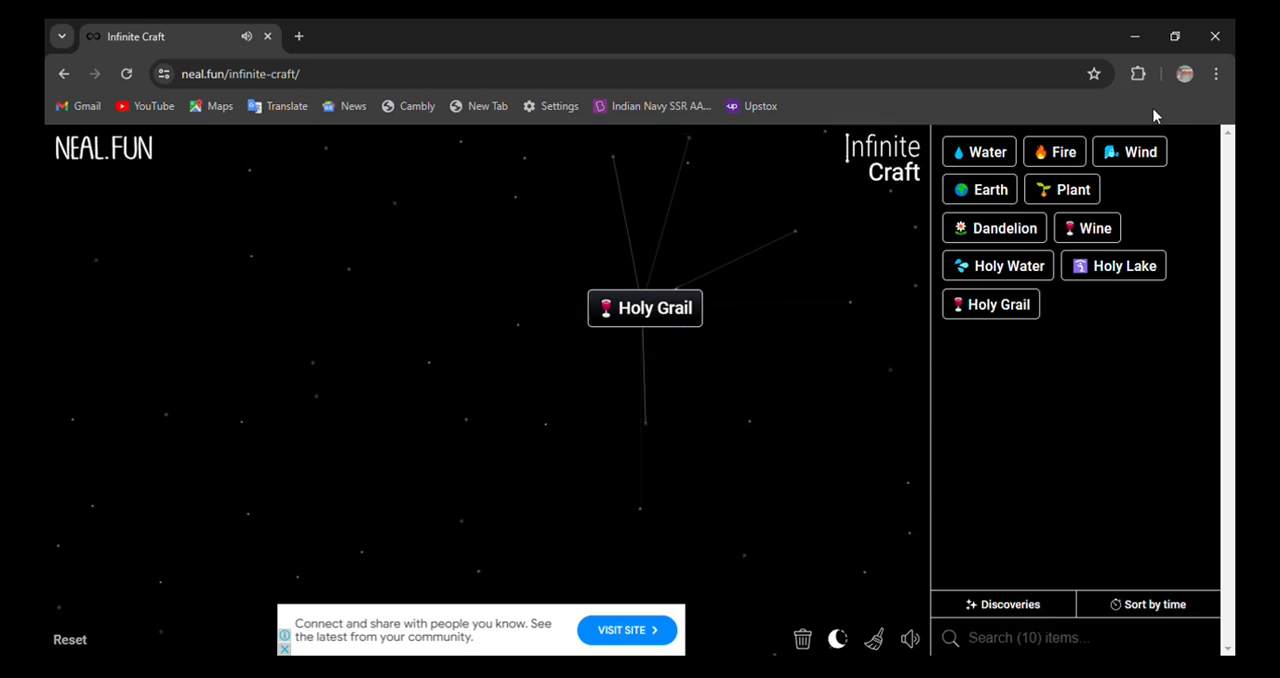 Infinite Craft
neal.fun/infinite-craft/
Gmail YouTube Maps Translate News Cambly New Tab Settings Indian Navy SSR AA... Upstox
NEAL.FUN
Infinite
Craft
Water Fire Wind
Earth Plant
Dandelion Wine
Holy Water Holy Lake
Holy Grail
Holy Grail
Discoveries Sort by time
Search (10) items...
Connect and share with people you know. See
the latest from your community.
VISIT SITE
Reset